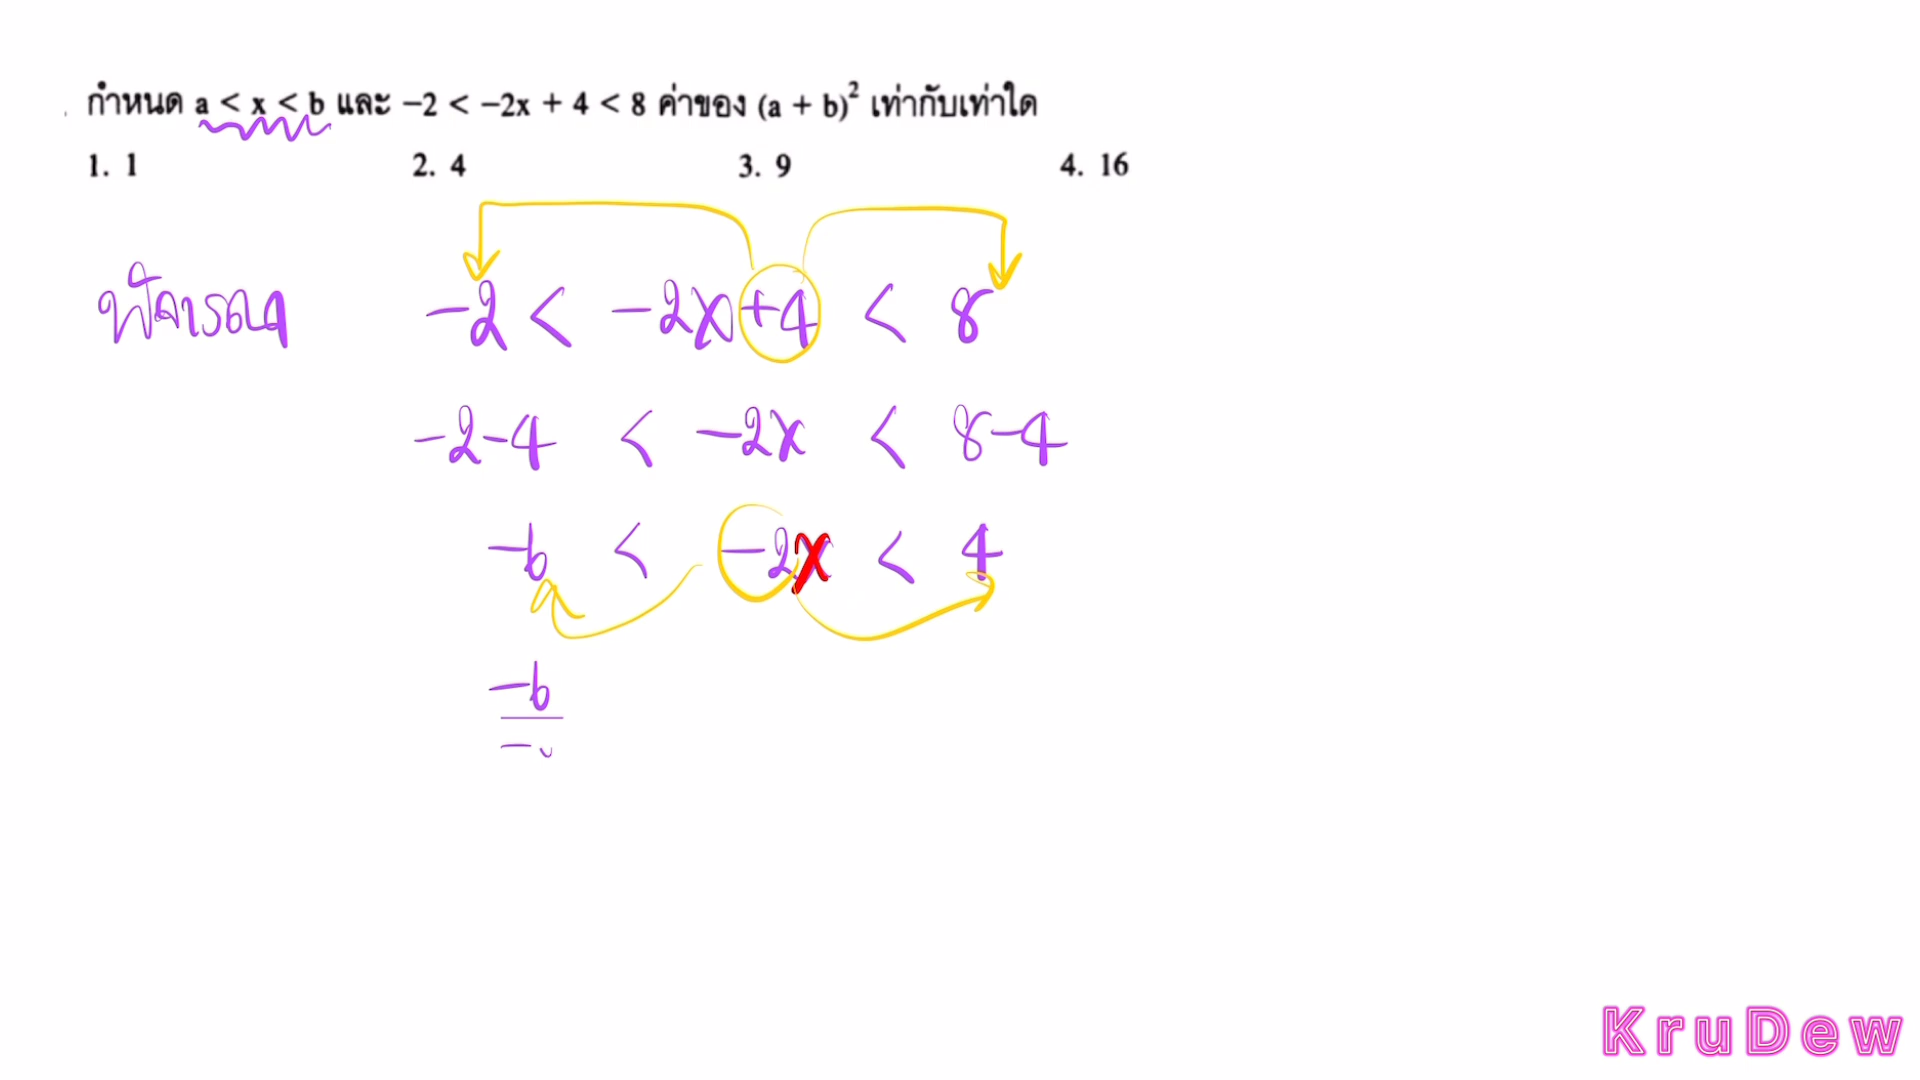 กำหนด a < x < b และ −2 < −2x + 4 < 8 ค่าของ (a + b)² เท่ากับเท่าใด
1. 1 2. 4 3. 9 4. 16
พิจารณา −2 < −2x +4 < 8
−2−4 < −2x < 8−4
−6 < −2x < 4
−6
KruDew